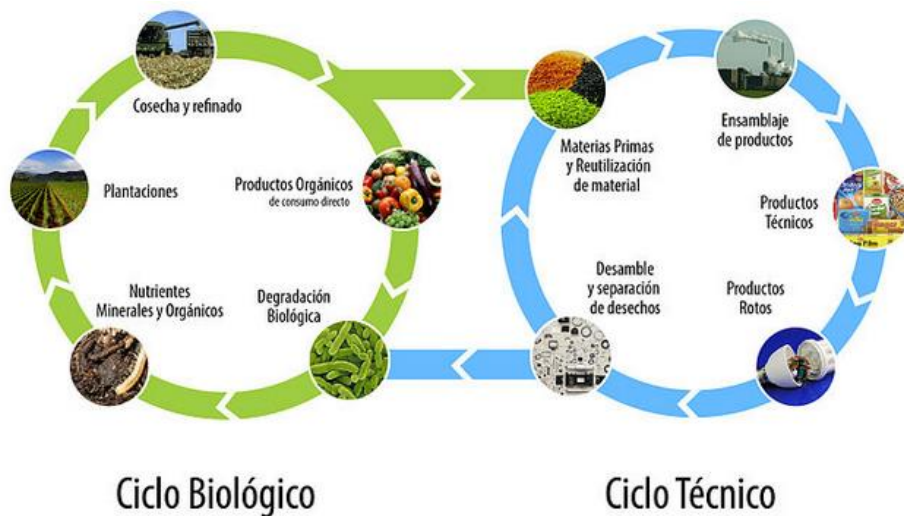 Cosecha y refinado
Plantaciones
Productos Orgánicos
de consumo directo
Nutrientes
Minerales y Orgánicos
Degradación
Biológica
Materias Primas
y Reutilización
de material
Ensamblaje
de productos
Productos
Técnicos
Desamble
y separación
de desechos
Productos
Rotos
Ciclo Biológico
Ciclo Técnico